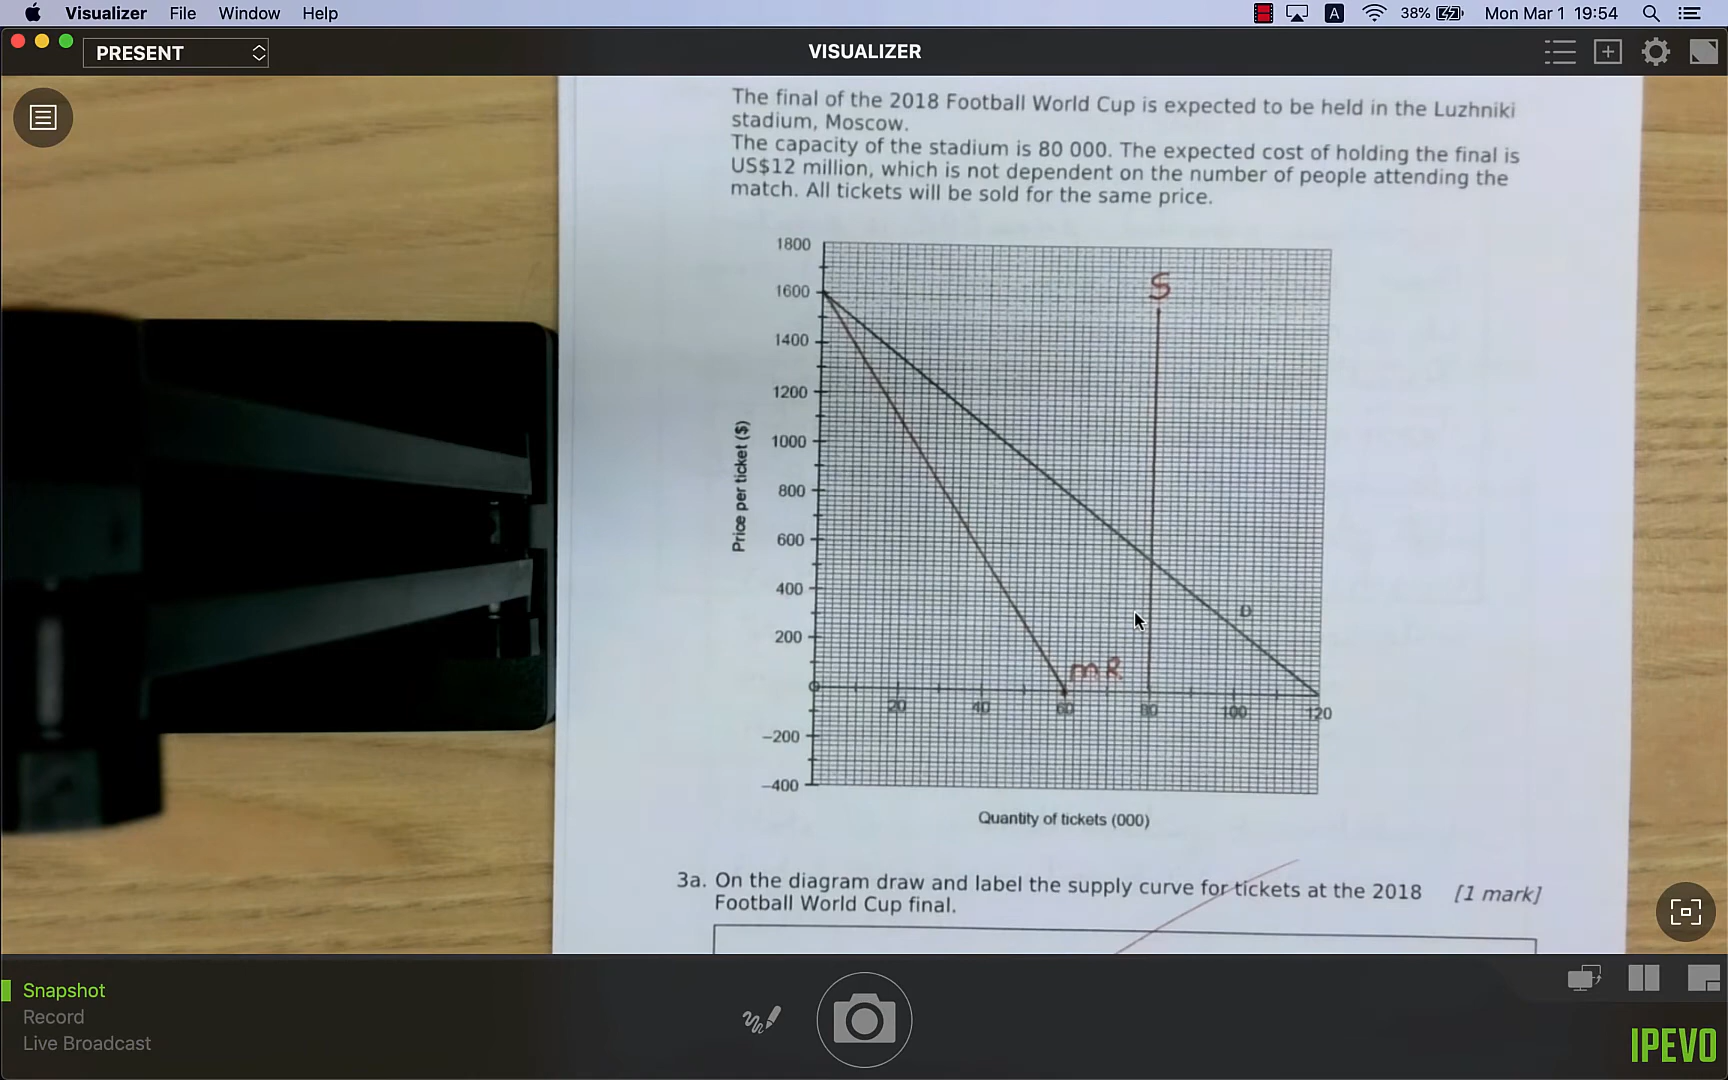 Visualizer File Window Help A 38% Mon Mar 1 19:54
PRESENT
VISUALIZER
The final of the 2018 Football World Cup is expected to be held in the Luzhniki
stadium, Moscow.
The capacity of the stadium is 80 000. The expected cost of holding the final is
US$12 million, which is not dependent on the number of people attending the
match. All tickets will be sold for the same price.
1800
S
1600
1400
1200
1000
Price per ticket ($)
800
600
400
D
200
MR
0
20 40 60 80 100 120
–200
–400
Quantity of tickets (000)
3a. On the diagram draw and label the supply curve for tickets at the 2018 [1 mark]
Football World Cup final.
Snapshot
Record
Live Broadcast
IPEVO